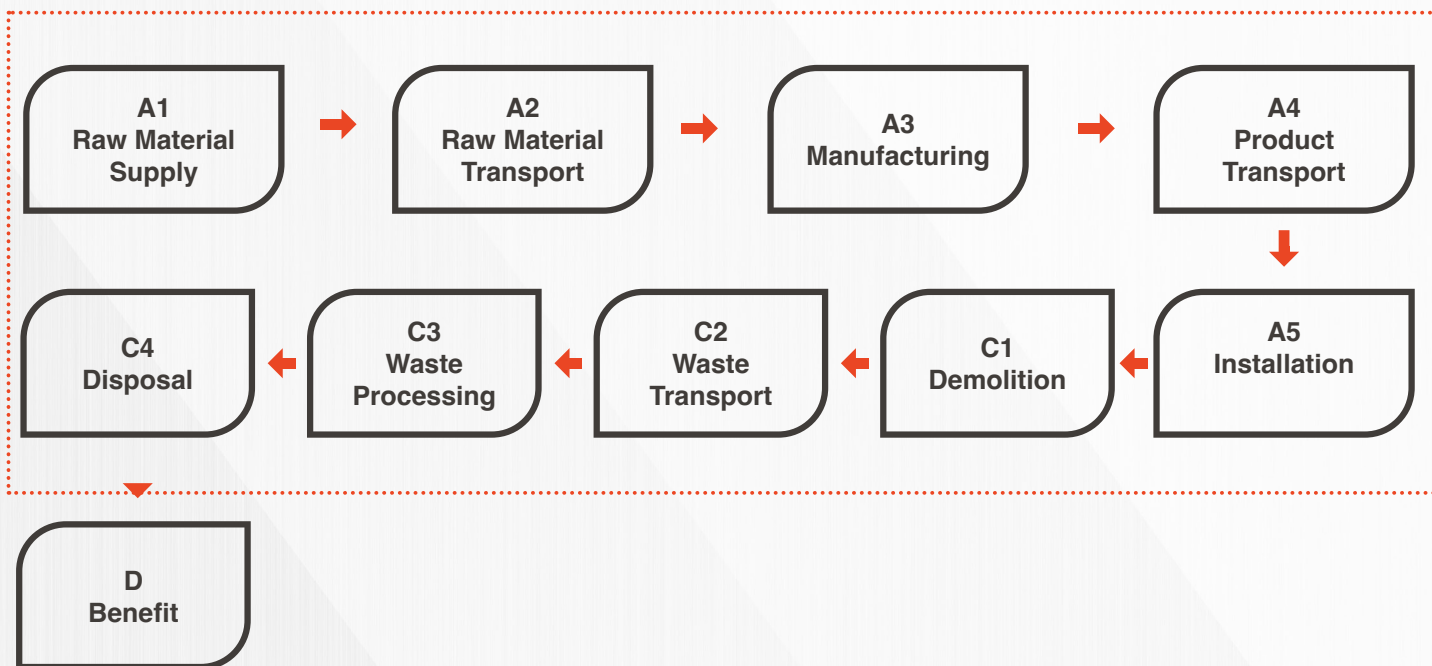 A1
Raw Material
Supply
A2
Raw Material
Transport
A3
Manufacturing
A4
Product
Transport
A5
Installation
C1
Demolition
C2
Waste
Transport
C3
Waste
Processing
C4
Disposal
D
Benefit